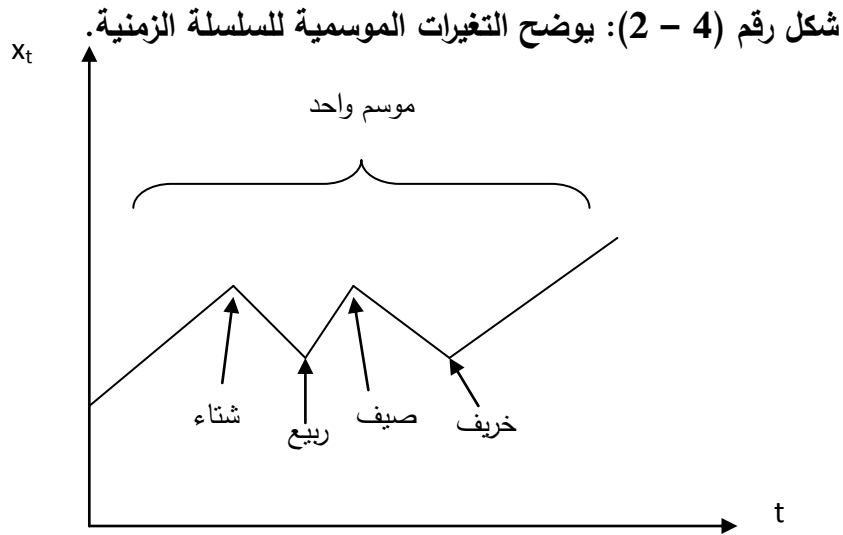 شكل رقم (4 – 2): يوضح التغيرات الموسمية للسلسلة الزمنية.
xt
موسم واحد
شتاء
ربيع
صيف
خريف
t